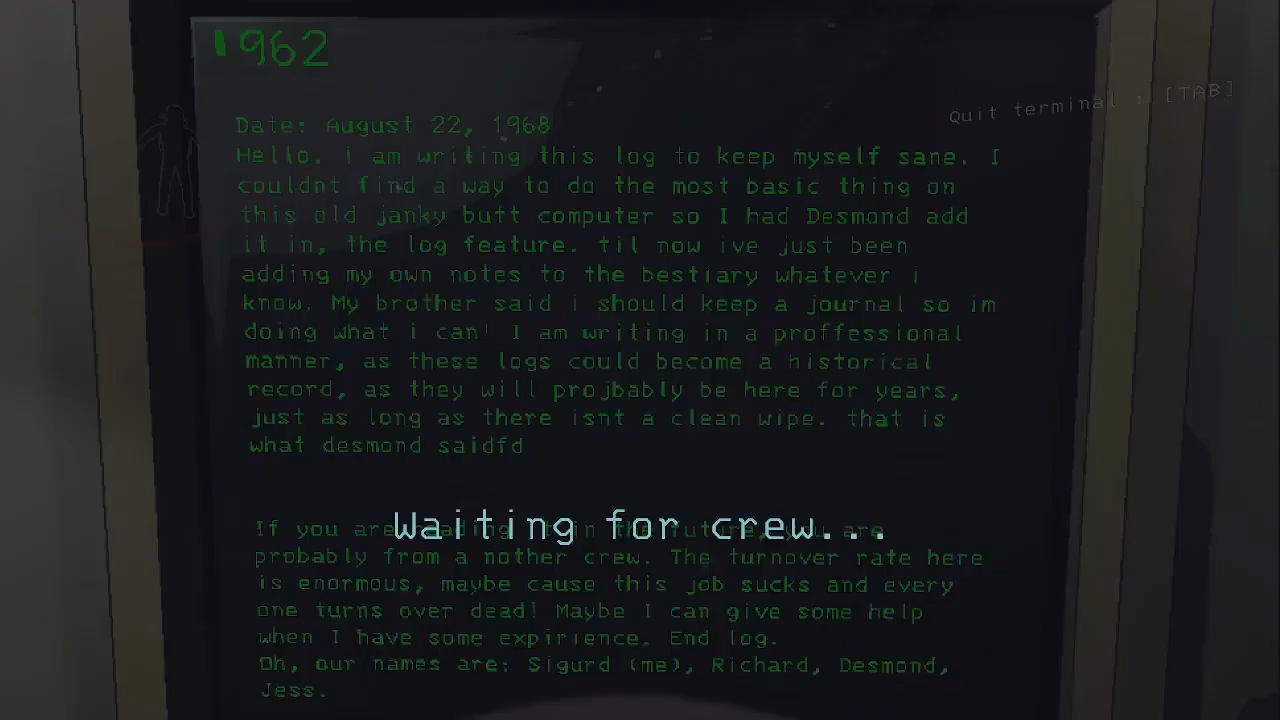 962
Quit terminal : [TAB]
Date: August 22, 1968
Hello. i am writing this log to keep myself sane. I
couldnt find a way to do the most basic thing on
this old janky butt computer so I had Desmond add
it in, the log feature. til now ive just been
adding my own notes to the bestiary whatever i
know. My brother said i should keep a journal so im
doing what i can! I am writing in a proffessional
manner, as these logs could become a historical
record, as they will projbably be here for years,
just as long as there isnt a clean wipe. that is
what desmond saidfd
If you are in the future, are
Waiting for crew...
probably from a nother crew. The turnover rate here
is enormous, maybe cause this job sucks and every
one turns over dead! Maybe I can give some help
when I have some expirience. End log.
Oh, our names are: Sigurd (me), Richard, Desmond,
Jess.